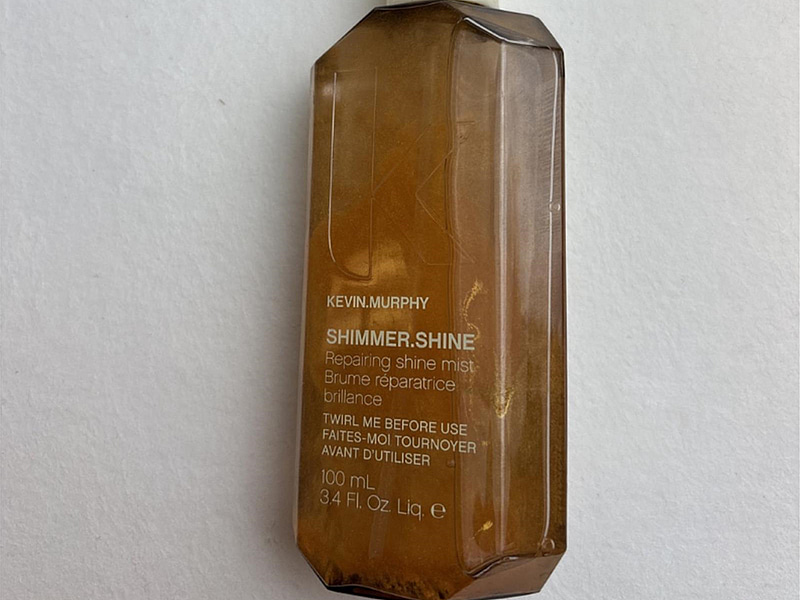 KEVIN.MURPHY
SHIMMER.SHINE
Repairing shine mist
Brume réparatrice
brillance
TWIRL ME BEFORE USE
FAITES-MOI TOURNOYER
AVANT D'UTILISER
100 mL
3.4 Fl. Oz. Liq. ℮